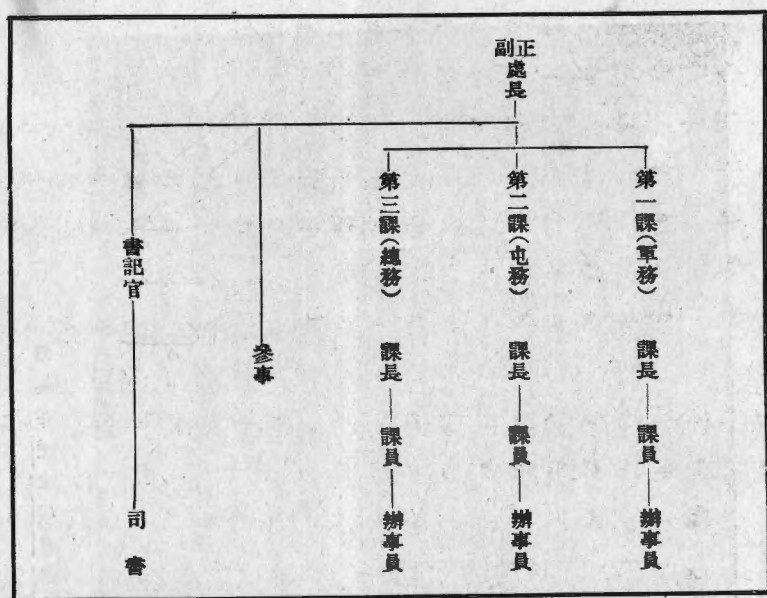 正副處長
第一課（軍務）
課長
課員
辦事員
第二課（屯務）
課長
課員
辦事員
第三課（總務）
課長
課員
辦事員
參事
書記官
司書